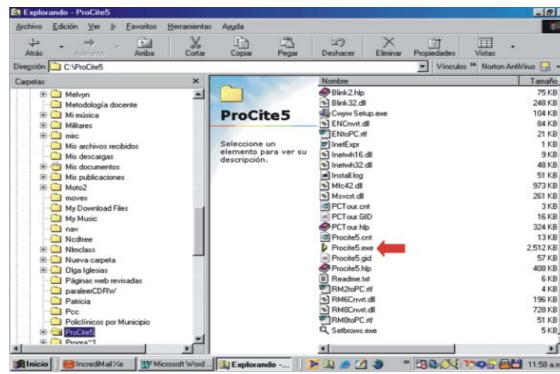 Explorando - ProCite5
Archivo Edición Ver Ir Favoritos Herramientas Ayuda
Atrás Adelante Arriba Cortar Copiar Pegar Deshacer Eliminar Propiedades Vistas
Dirección C:\ProCite5 Vínculos Norton AntiVirus
Carpetas
Melvyn
Metodología docente
Mi música
Militares
mirc
Mis archivos recibidos
Mis descargas
Mis documentos
Mis publicaciones
Moto2
moves
My Download Files
My Music
nav
Ncdtree
Nlmclass
Nueva carpeta
Olga Iglesias
Páginas web revisadas
paraleerCDRW
Patricia
Pcc
Policlínicos por Municipio
ProCite5
Progra~1
ProCite5
Seleccione un
elemento para ver su
descripción.
Nombre Tamaño
Blink2.hlp 75 KB
Blink32.dll 248 KB
Cwyw Setup.exe 104 KB
ENCnvrt.dll 84 KB
ENtoPC.rtf 21 KB
InetExpr 1 KB
Inetwh16.dll 9 KB
Inetwh32.dll 48 KB
Install.log 51 KB
Mfc42.dll 973 KB
Msvcrt.dll 261 KB
PCTour.cnt 3 KB
PCTour.GID 16 KB
PCTour.hlp 324 KB
Procite5.cnt 13 KB
Procite5.exe 2,512 KB
Procite5.gid 57 KB
Procite5.hlp 408 KB
Readme.txt 6 KB
RM2toPC.rtf 4 KB
RM6Cnvrt.dll 196 KB
RM8Cnvrt.dll 728 KB
RM8toPC.rtf 51 KB
Setbrows.exe 5 KB
Inicio IncrediMail Xe Microsoft Word... Explorando -... 11:58 a.m.